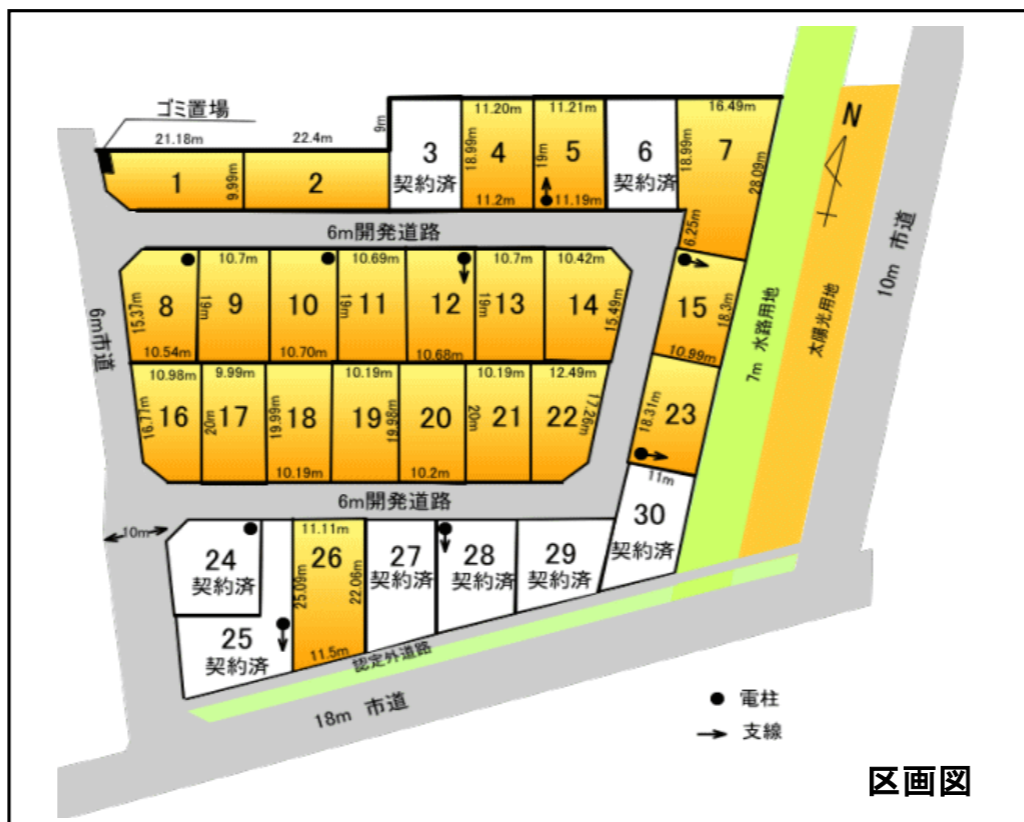 ゴミ置場
21.18m
22.4m
9m
11.20m
11.21m
16.49m
N
1
9.99m
2
3
契約済
18.99m
4
11.2m
19m
5
11.19m
6
契約済
18.99m
7
28.09m
6.25m
6m開発道路
10m 市道
6m市道
8
15.37m
10.54m
10.7m
19m
9
10
10.70m
10.69m
19m
11
12
10.68m
10.7m
19m
13
10.42m
14
15.49m
15
18.3m
10.99m
7m 水路用地
太陽光用地
10.98m
16.77m
16
9.99m
20m
17
19.99m
18
10.19m
10.19m
19
19.98m
20
10.2m
10.19m
20m
21
12.49m
22
17.26m
18.31m
23
11m
6m開発道路
10m
24
契約済
25
契約済
11.11m
26
25.09m
22.06m
11.5m
27
契約済
28
契約済
29
契約済
30
契約済
認定外道路
18m 市道
電柱
支線
区画図